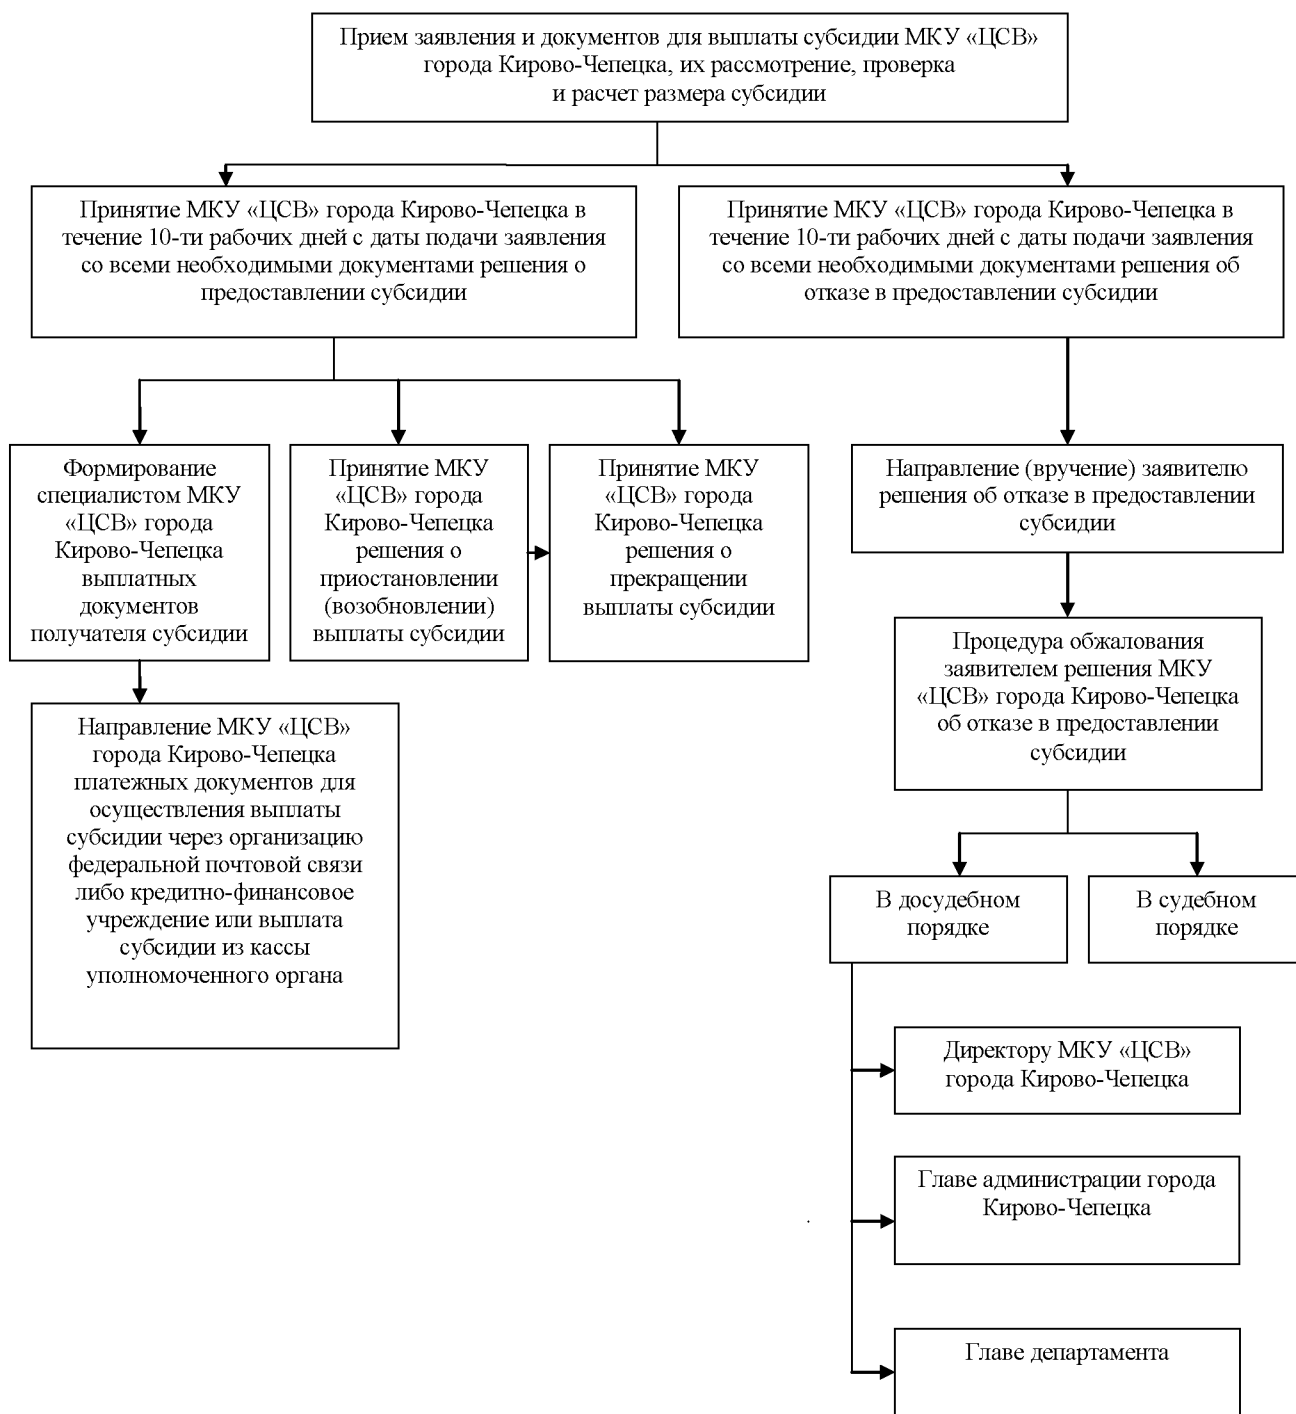 Прием заявления и документов для выплаты субсидии МКУ «ЦСВ»
города Кирово-Чепецка, их рассмотрение, проверка
и расчет размера субсидии
Принятие МКУ «ЦСВ» города Кирово-Чепецка в
течение 10-ти рабочих дней с даты подачи заявления
со всеми необходимыми документами решения о
предоставлении субсидии
Принятие МКУ «ЦСВ» города Кирово-Чепецка в
течение 10-ти рабочих дней с даты подачи заявления
со всеми необходимыми документами решения об
отказе в предоставлении субсидии
Формирование
специалистом МКУ
«ЦСВ» города
Кирово-Чепецка
выплатных
документов
получателя субсидии
Принятие МКУ
«ЦСВ» города
Кирово-Чепецка
решения о
приостановлении
(возобновлении)
выплаты субсидии
Принятие МКУ
«ЦСВ» города
Кирово-Чепецка
решения о
прекращении
выплаты субсидии
Направление (вручение) заявителю
решения об отказе в предоставлении
субсидии
Процедура обжалования
заявителем решения МКУ
«ЦСВ» города Кирово-Чепецка
об отказе в предоставлении
субсидии
Направление МКУ «ЦСВ»
города Кирово-Чепецка
платежных документов для
осуществления выплаты
субсидии через организацию
федеральной почтовой связи
либо кредитно-финансовое
учреждение или выплата
субсидии из кассы
уполномоченного органа
В досудебном
порядке
В судебном
порядке
Директору МКУ «ЦСВ»
города Кирово-Чепецка
Главе администрации города
Кирово-Чепецка
Главе департамента